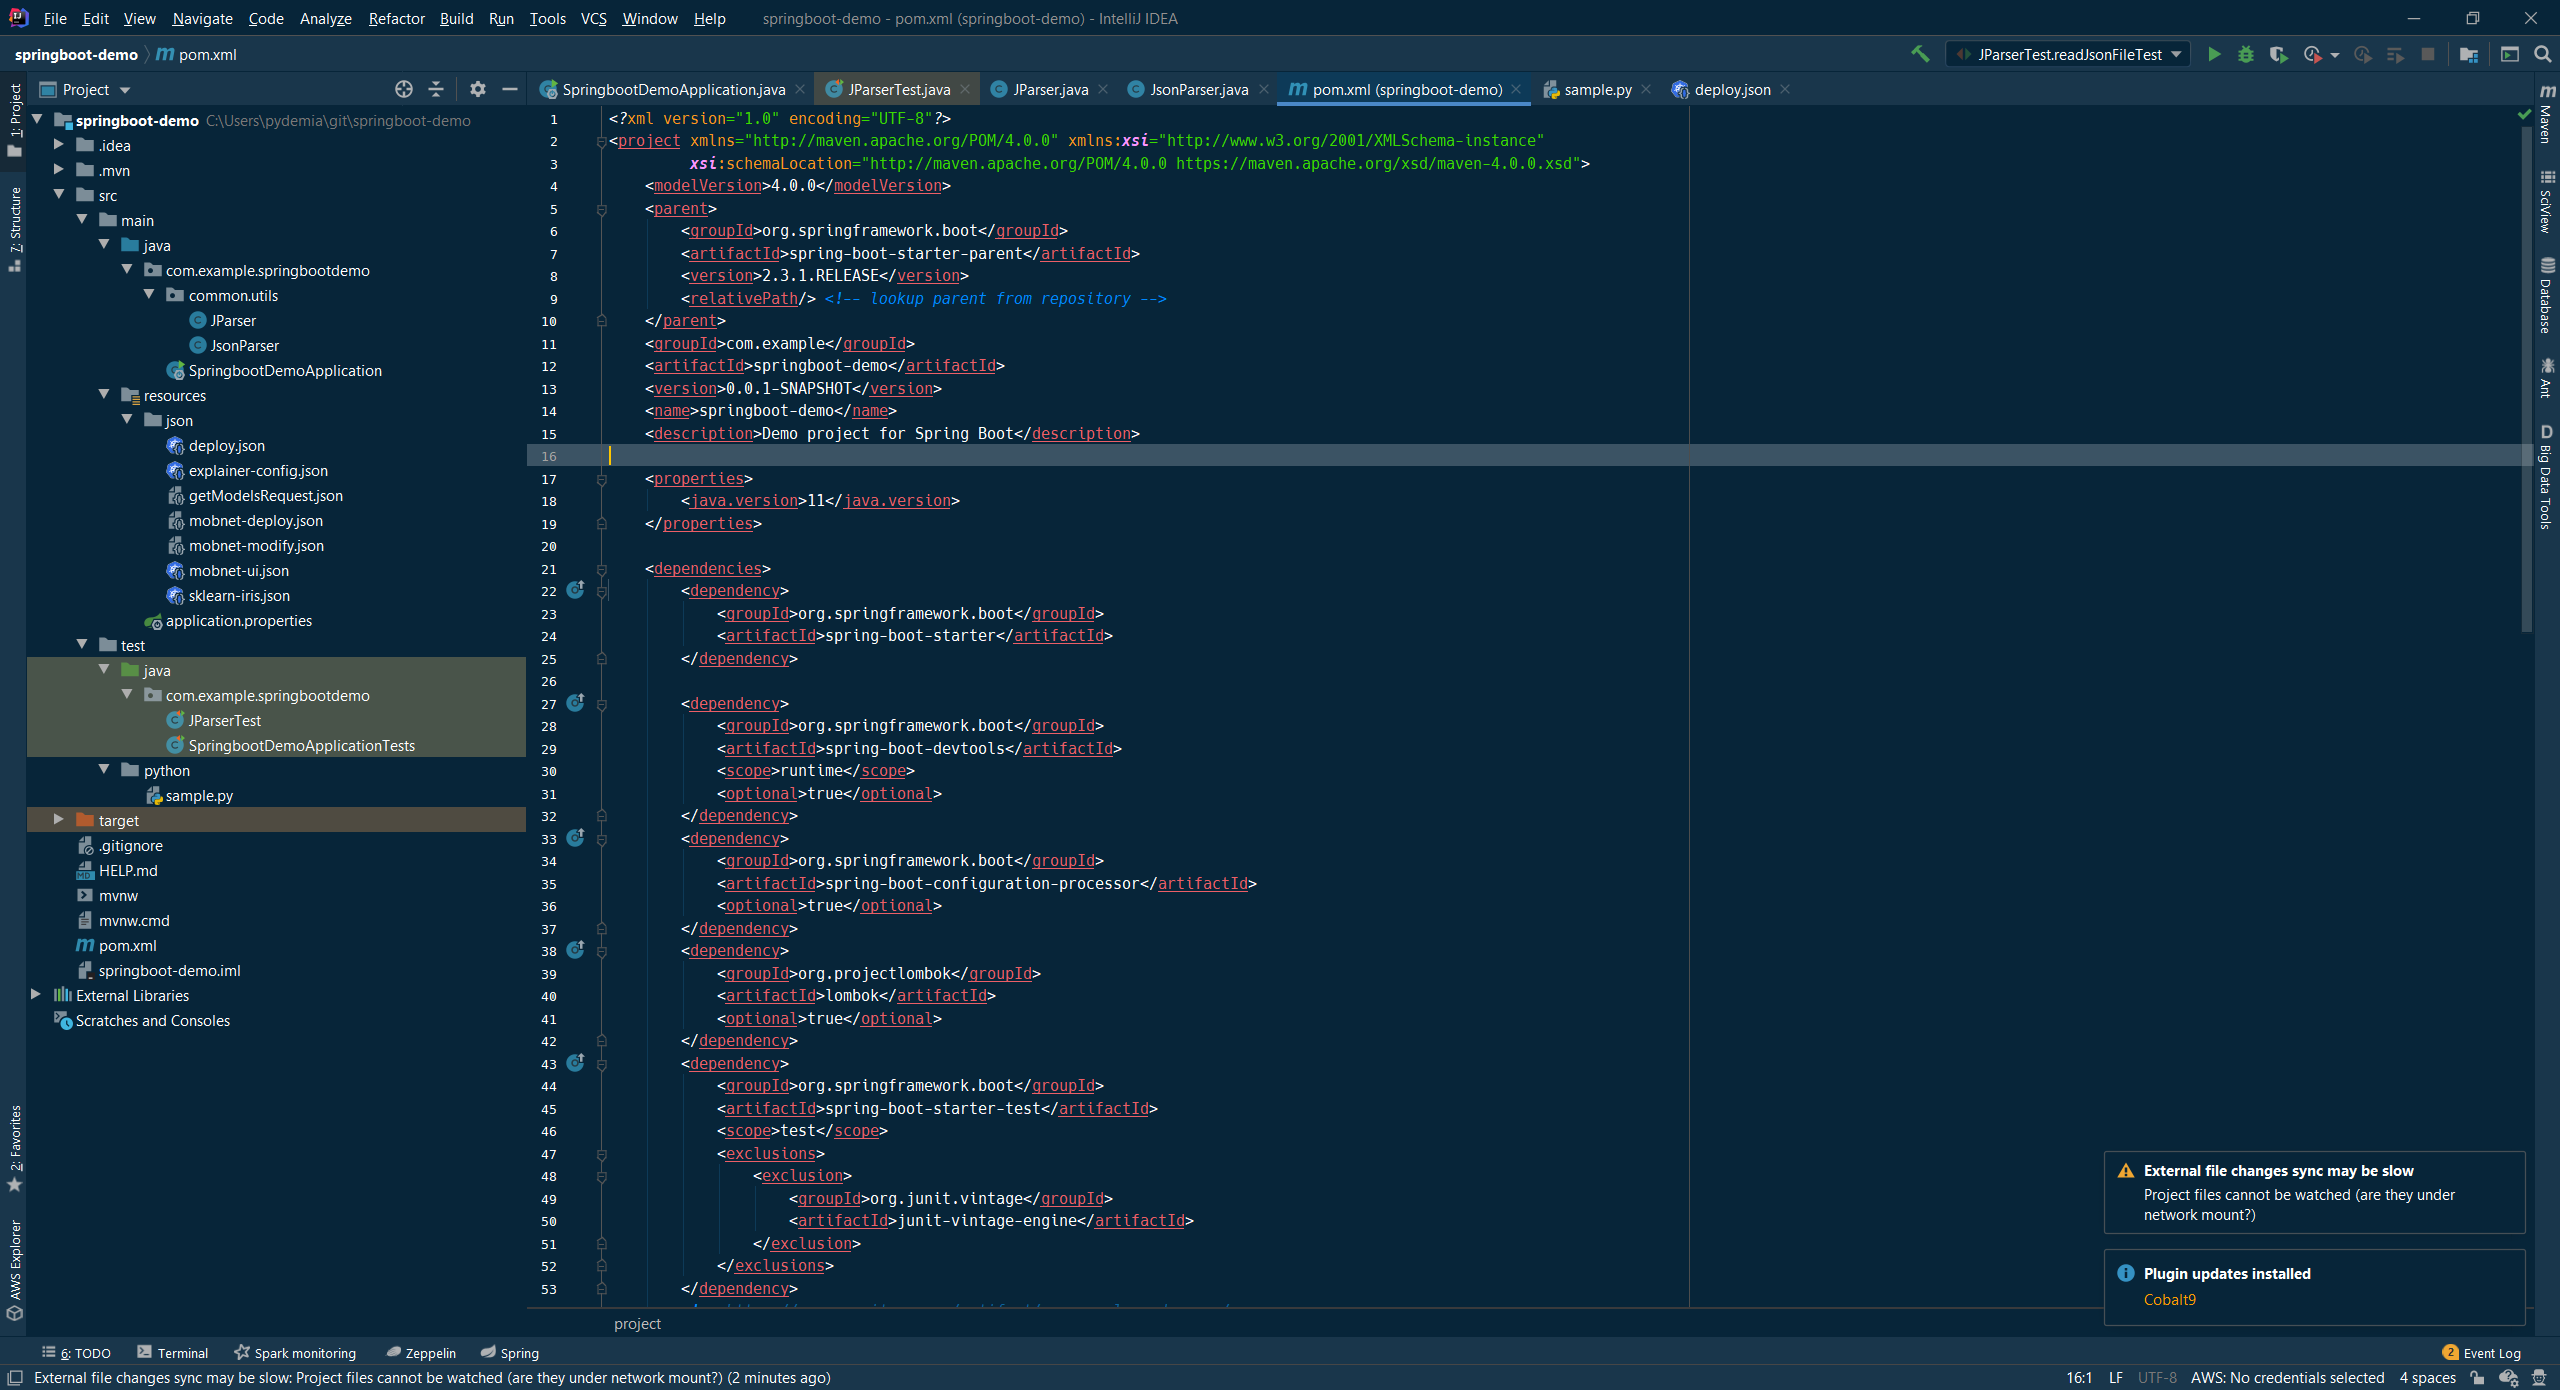 File Edit View Navigate Code Analyze Refactor Build Run Tools VCS Window Help springboot-demo - pom.xml (springboot-demo) - IntelliJ IDEA
springboot-demo pom.xml JParserTest.readJsonFileTest
Project SpringbootDemoApplication.java JParserTest.java JParser.java JsonParser.java pom.xml (springboot-demo) sample.py deploy.json
1: Project
7: Structure
2: Favorites
AWS Explorer
springboot-demo C:\Users\pydemia\git\springboot-demo
.idea
.mvn
src
main
java
com.example.springbootdemo
common.utils
JParser
JsonParser
SpringbootDemoApplication
resources
json
deploy.json
explainer-config.json
getModelsRequest.json
mobnet-deploy.json
mobnet-modify.json
mobnet-ui.json
sklearn-iris.json
application.properties
test
java
com.example.springbootdemo
JParserTest
SpringbootDemoApplicationTests
python
sample.py
target
.gitignore
HELP.md
mvnw
mvnw.cmd
pom.xml
springboot-demo.iml
External Libraries
Scratches and Consoles
1 <?xml version="1.0" encoding="UTF-8"?>
2 <project xmlns="http://maven.apache.org/POM/4.0.0" xmlns:xsi="http://www.w3.org/2001/XMLSchema-instance"
3 xsi:schemaLocation="http://maven.apache.org/POM/4.0.0 https://maven.apache.org/xsd/maven-4.0.0.xsd">
4 <modelVersion>4.0.0</modelVersion>
5 <parent>
6 <groupId>org.springframework.boot</groupId>
7 <artifactId>spring-boot-starter-parent</artifactId>
8 <version>2.3.1.RELEASE</version>
9 <relativePath/> <!-- lookup parent from repository -->
10 </parent>
11 <groupId>com.example</groupId>
12 <artifactId>springboot-demo</artifactId>
13 <version>0.0.1-SNAPSHOT</version>
14 <name>springboot-demo</name>
15 <description>Demo project for Spring Boot</description>
16
17 <properties>
18 <java.version>11</java.version>
19 </properties>
20
21 <dependencies>
22 <dependency>
23 <groupId>org.springframework.boot</groupId>
24 <artifactId>spring-boot-starter</artifactId>
25 </dependency>
26
27 <dependency>
28 <groupId>org.springframework.boot</groupId>
29 <artifactId>spring-boot-devtools</artifactId>
30 <scope>runtime</scope>
31 <optional>true</optional>
32 </dependency>
33 <dependency>
34 <groupId>org.springframework.boot</groupId>
35 <artifactId>spring-boot-configuration-processor</artifactId>
36 <optional>true</optional>
37 </dependency>
38 <dependency>
39 <groupId>org.projectlombok</groupId>
40 <artifactId>lombok</artifactId>
41 <optional>true</optional>
42 </dependency>
43 <dependency>
44 <groupId>org.springframework.boot</groupId>
45 <artifactId>spring-boot-starter-test</artifactId>
46 <scope>test</scope>
47 <exclusions>
48 <exclusion>
49 <groupId>org.junit.vintage</groupId>
50 <artifactId>junit-vintage-engine</artifactId>
51 </exclusion>
52 </exclusions>
53 </dependency>
project
Maven
SciView
Database
Ant
Big Data Tools
External file changes sync may be slow
Project files cannot be watched (are they under
network mount?)
Plugin updates installed
Cobalt9
6: TODO Terminal Spark monitoring Zeppelin Spring 2 Event Log
External file changes sync may be slow: Project files cannot be watched (are they under network mount?) (2 minutes ago) 16:1 LF UTF-8 AWS: No credentials selected 4 spaces